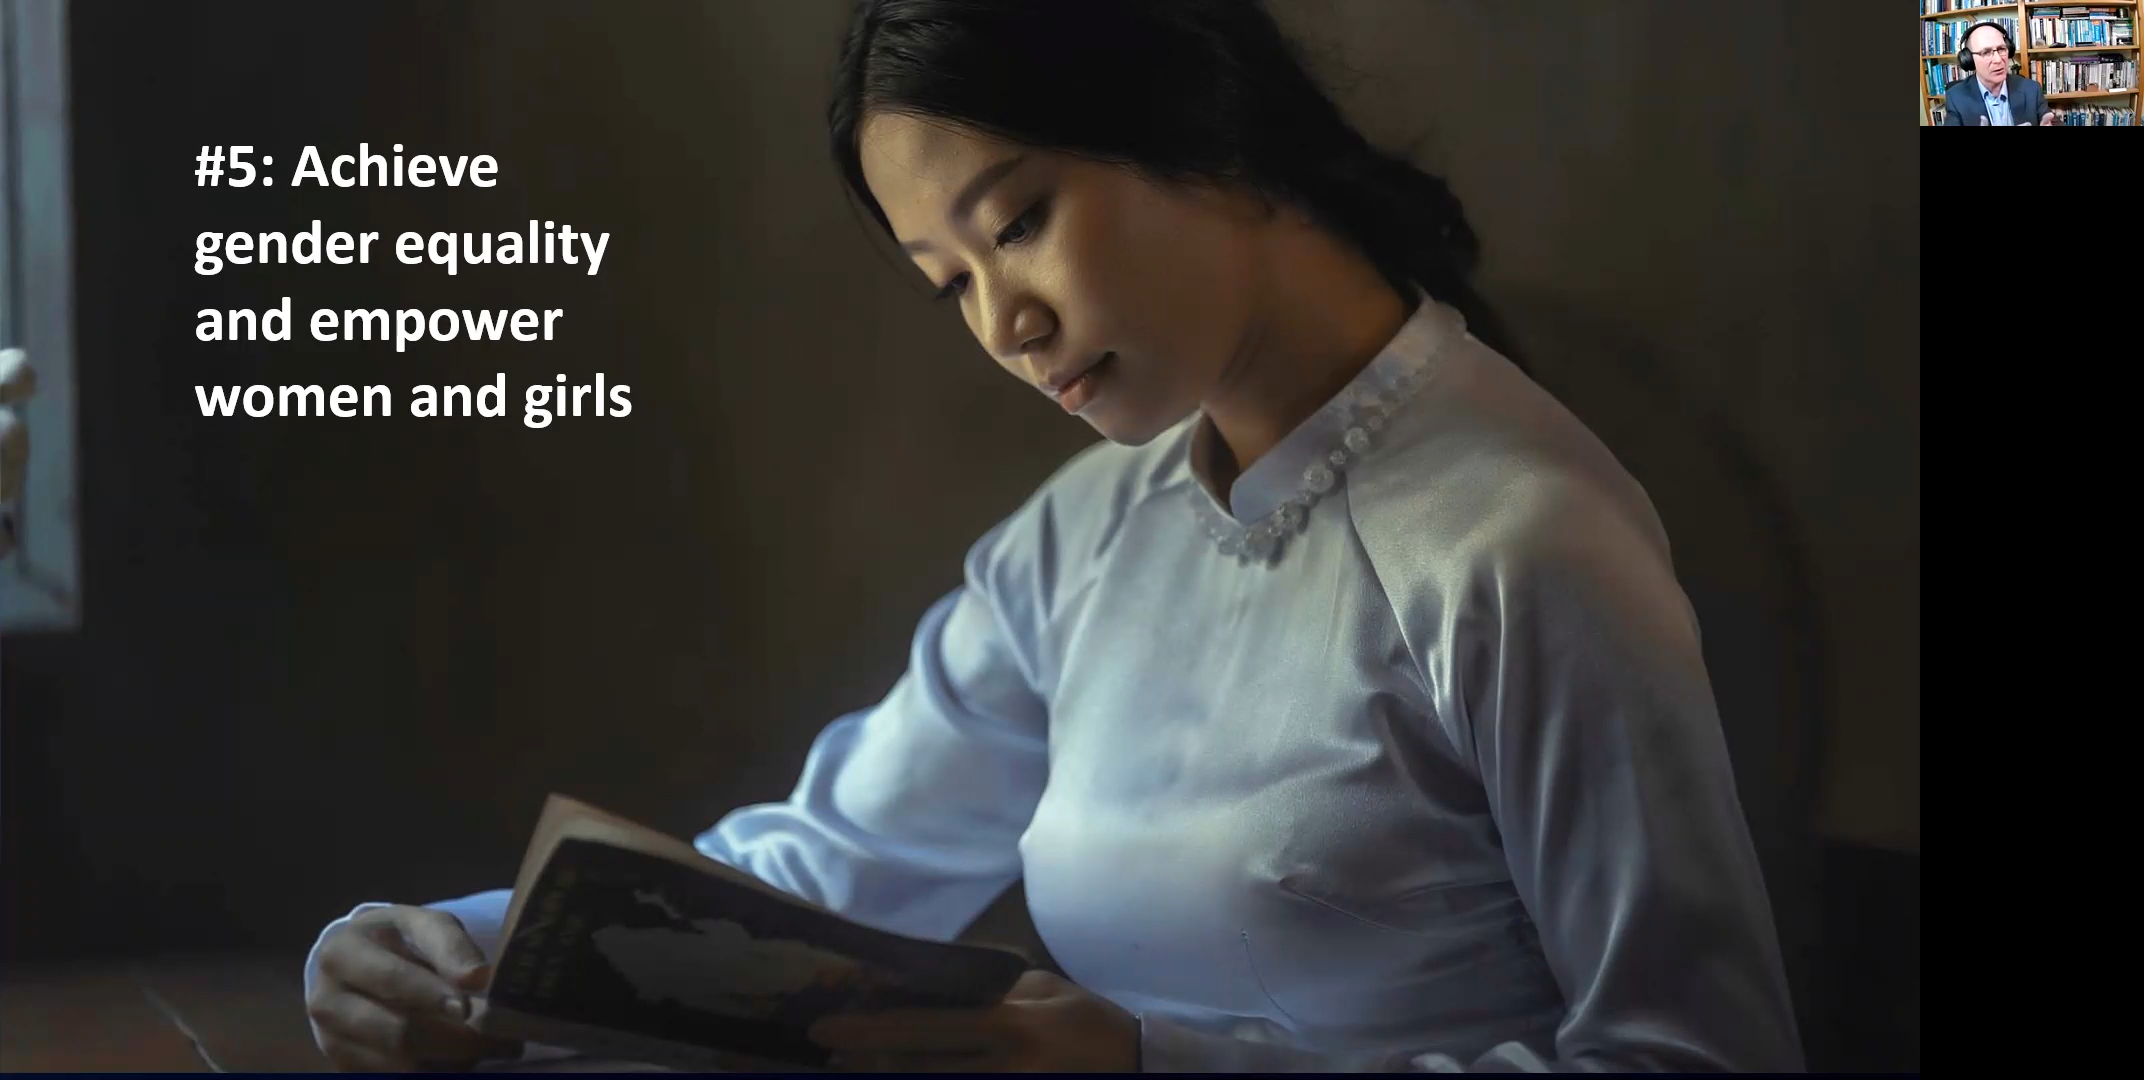 #5: Achieve
gender equality
and empower
women and girls